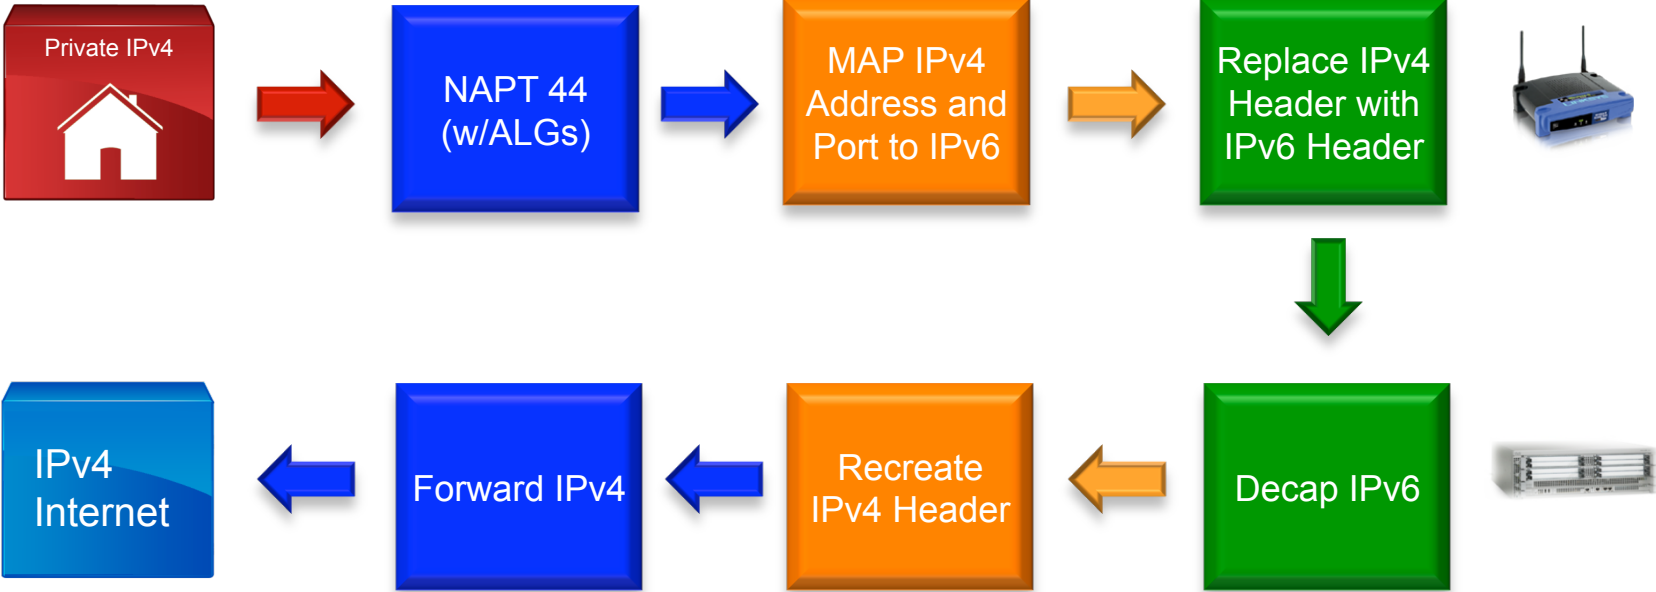 Private IPv4
NAPT 44
(w/ALGs)
MAP IPv4
Address and
Port to IPv6
Replace IPv4
Header with
IPv6 Header
IPv4
Internet
Forward IPv4
Recreate
IPv4 Header
Decap IPv6